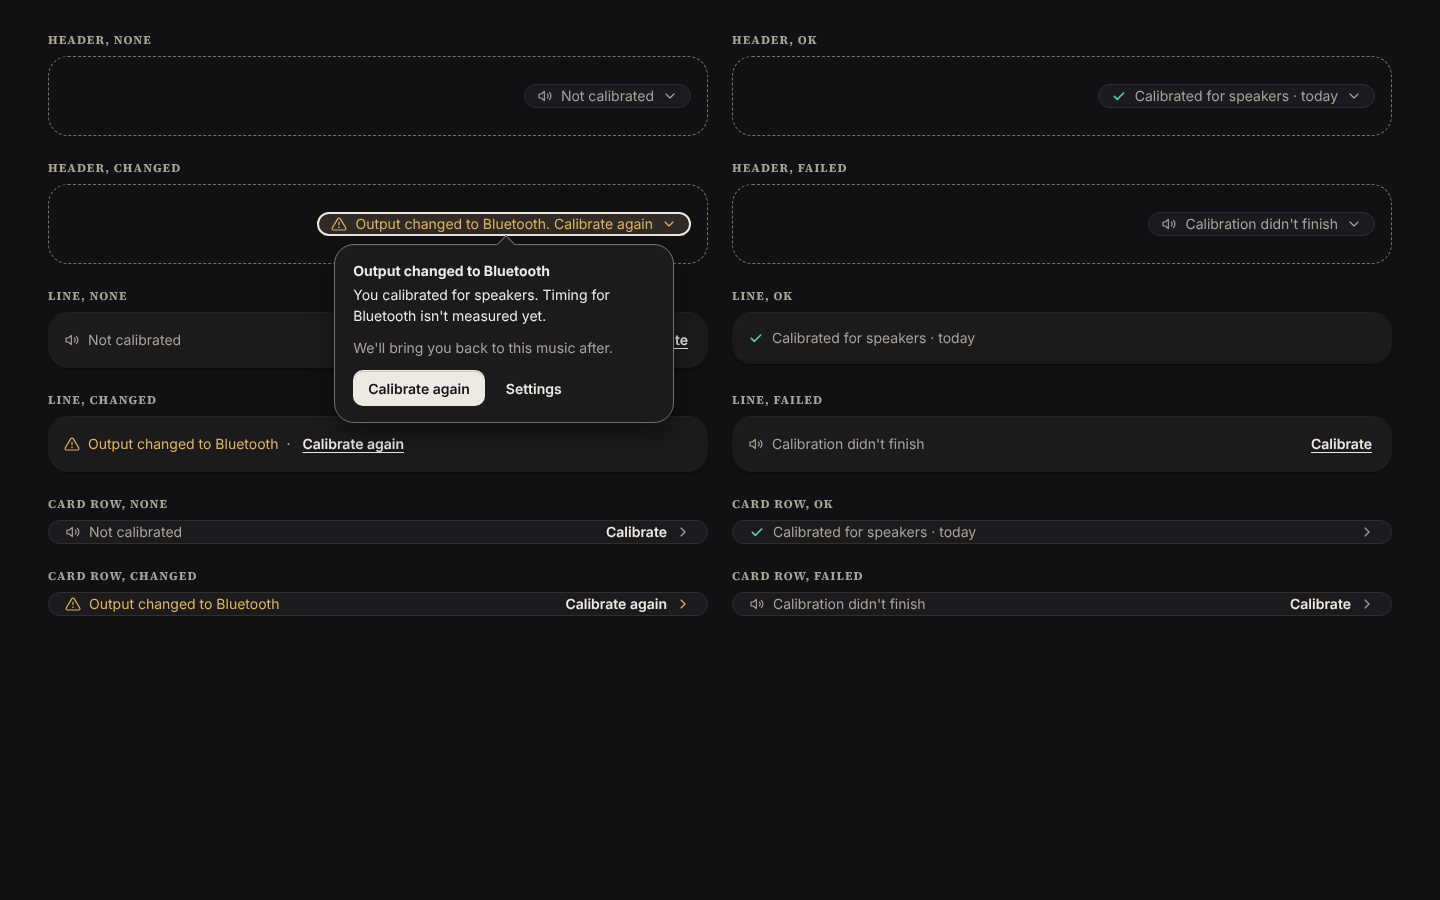 HEADER, NONE
Not calibrated
HEADER, OK
Calibrated for speakers · today
HEADER, CHANGED
Output changed to Bluetooth. Calibrate again
Output changed to Bluetooth
You calibrated for speakers. Timing for
Bluetooth isn't measured yet.
We'll bring you back to this music after.
Calibrate again
Settings
HEADER, FAILED
Calibration didn't finish
LINE, NONE
Not calibrated
te
LINE, OK
Calibrated for speakers · today
LINE, CHANGED
Output changed to Bluetooth · Calibrate again
LINE, FAILED
Calibration didn't finish
Calibrate
CARD ROW, NONE
Not calibrated
Calibrate
CARD ROW, OK
Calibrated for speakers · today
CARD ROW, CHANGED
Output changed to Bluetooth
Calibrate again
CARD ROW, FAILED
Calibration didn't finish
Calibrate